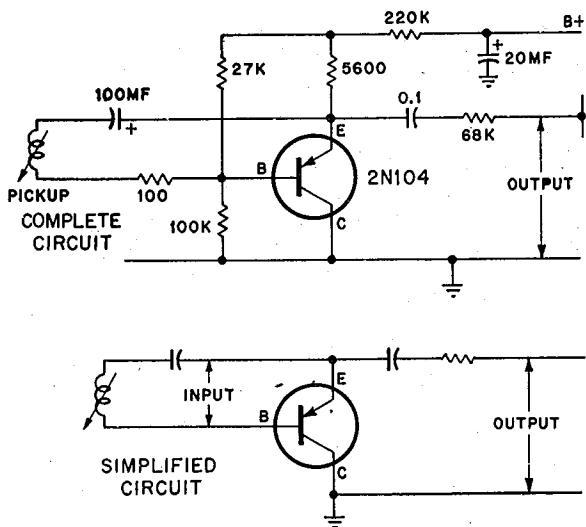 220K
B+
27K
5600
+
20MF
100MF
+
0.1
E
68K
B
2N104
PICKUP
100
OUTPUT
COMPLETE
CIRCUIT
100K
C
E
INPUT
B
OUTPUT
C
SIMPLIFIED
CIRCUIT